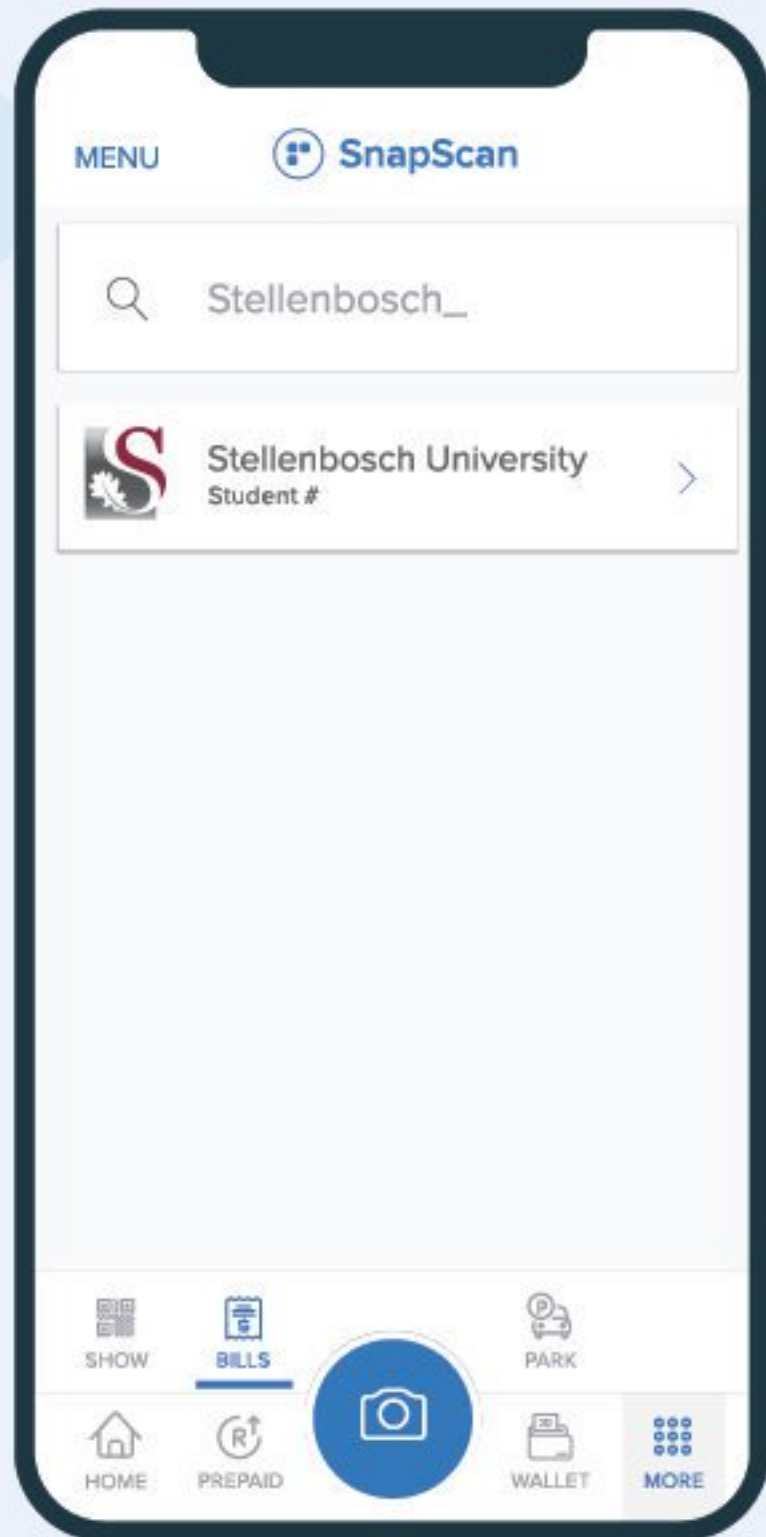 MENU SnapScan
Stellenbosch_
Stellenbosch University
Student #
SHOW BILLS PARK
HOME PREPAID WALLET MORE